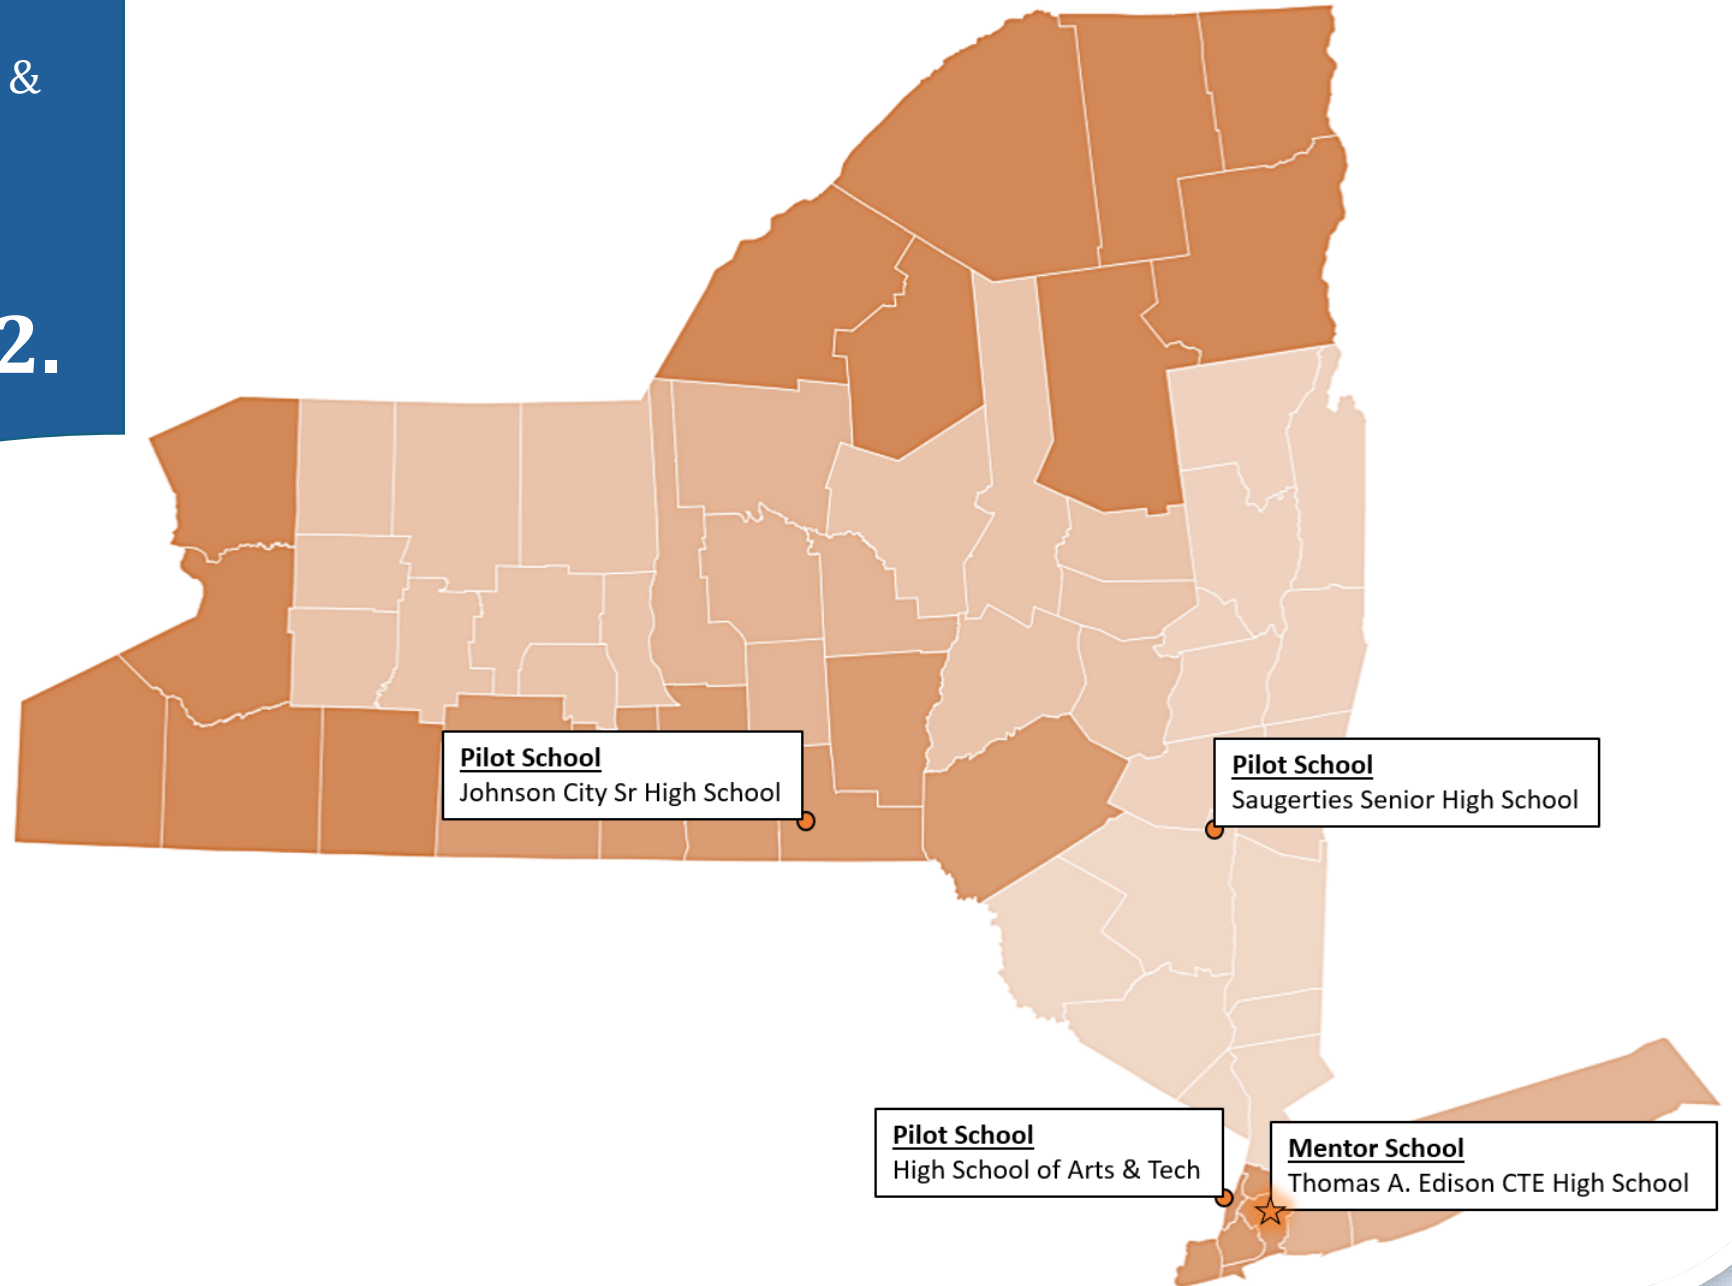 &
2.
Pilot School
Johnson City Sr High School
Pilot School
Saugerties Senior High School
Pilot School
High School of Arts & Tech
Mentor School
Thomas A. Edison CTE High School